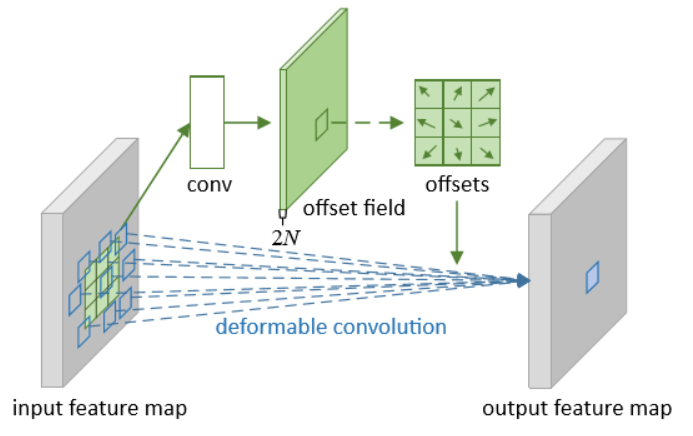 conv
offset field
offsets
2N
deformable convolution
input feature map
output feature map